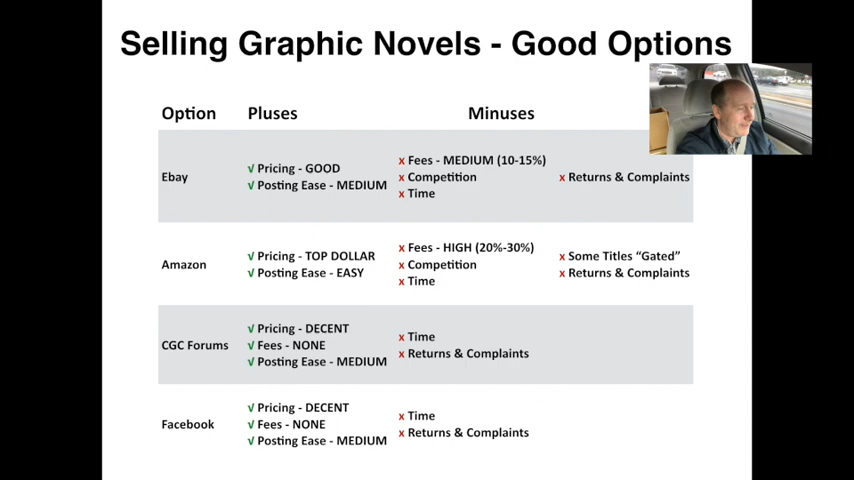 Selling Graphic Novels - Good Options
Option Pluses Minuses
Ebay
√ Pricing - GOOD
√ Posting Ease - MEDIUM
x Fees - MEDIUM (10-15%)
x Competition
x Time
x Returns & Complaints
Amazon
√ Pricing - TOP DOLLAR
√ Posting Ease - EASY
x Fees - HIGH (20%-30%)
x Competition
x Time
x Some Titles “Gated”
x Returns & Complaints
CGC Forums
√ Pricing - DECENT
√ Fees - NONE
√ Posting Ease - MEDIUM
x Time
x Returns & Complaints
Facebook
√ Pricing - DECENT
√ Fees - NONE
√ Posting Ease - MEDIUM
x Time
x Returns & Complaints